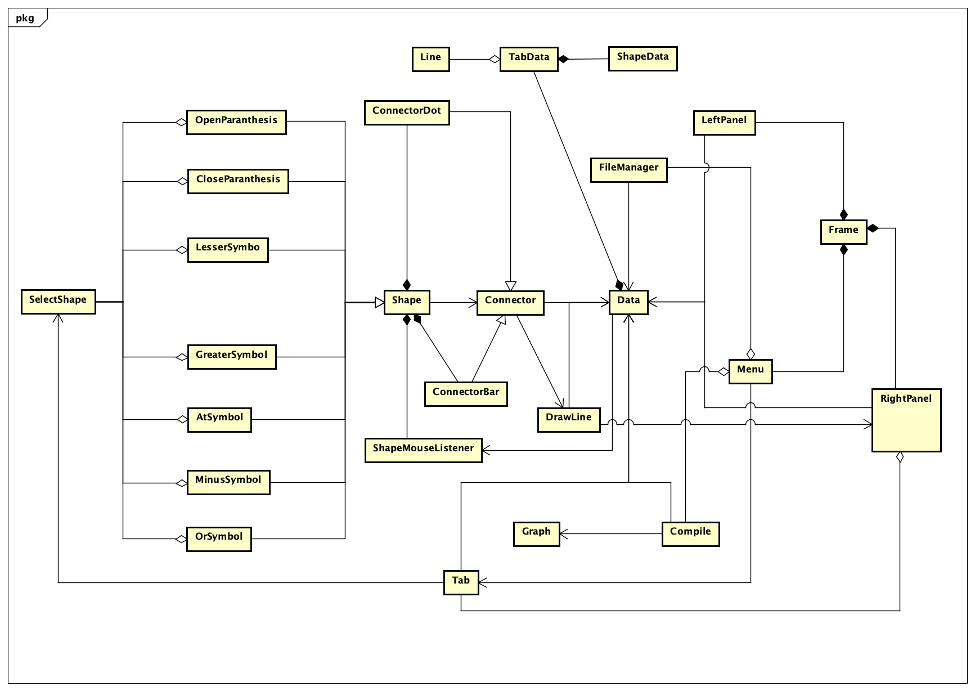 pkg
Line
TabData
ShapeData
ConnectorDot
OpenParanthesis
LeftPanel
FileManager
CloseParanthesis
LesserSymbo
Frame
SelectShape
Shape
Connector
Data
GreaterSymbol
Menu
ConnectorBar
RightPanel
AtSymbol
DrawLine
ShapeMouseListener
MinusSymbol
OrSymbol
Graph
Compile
Tab